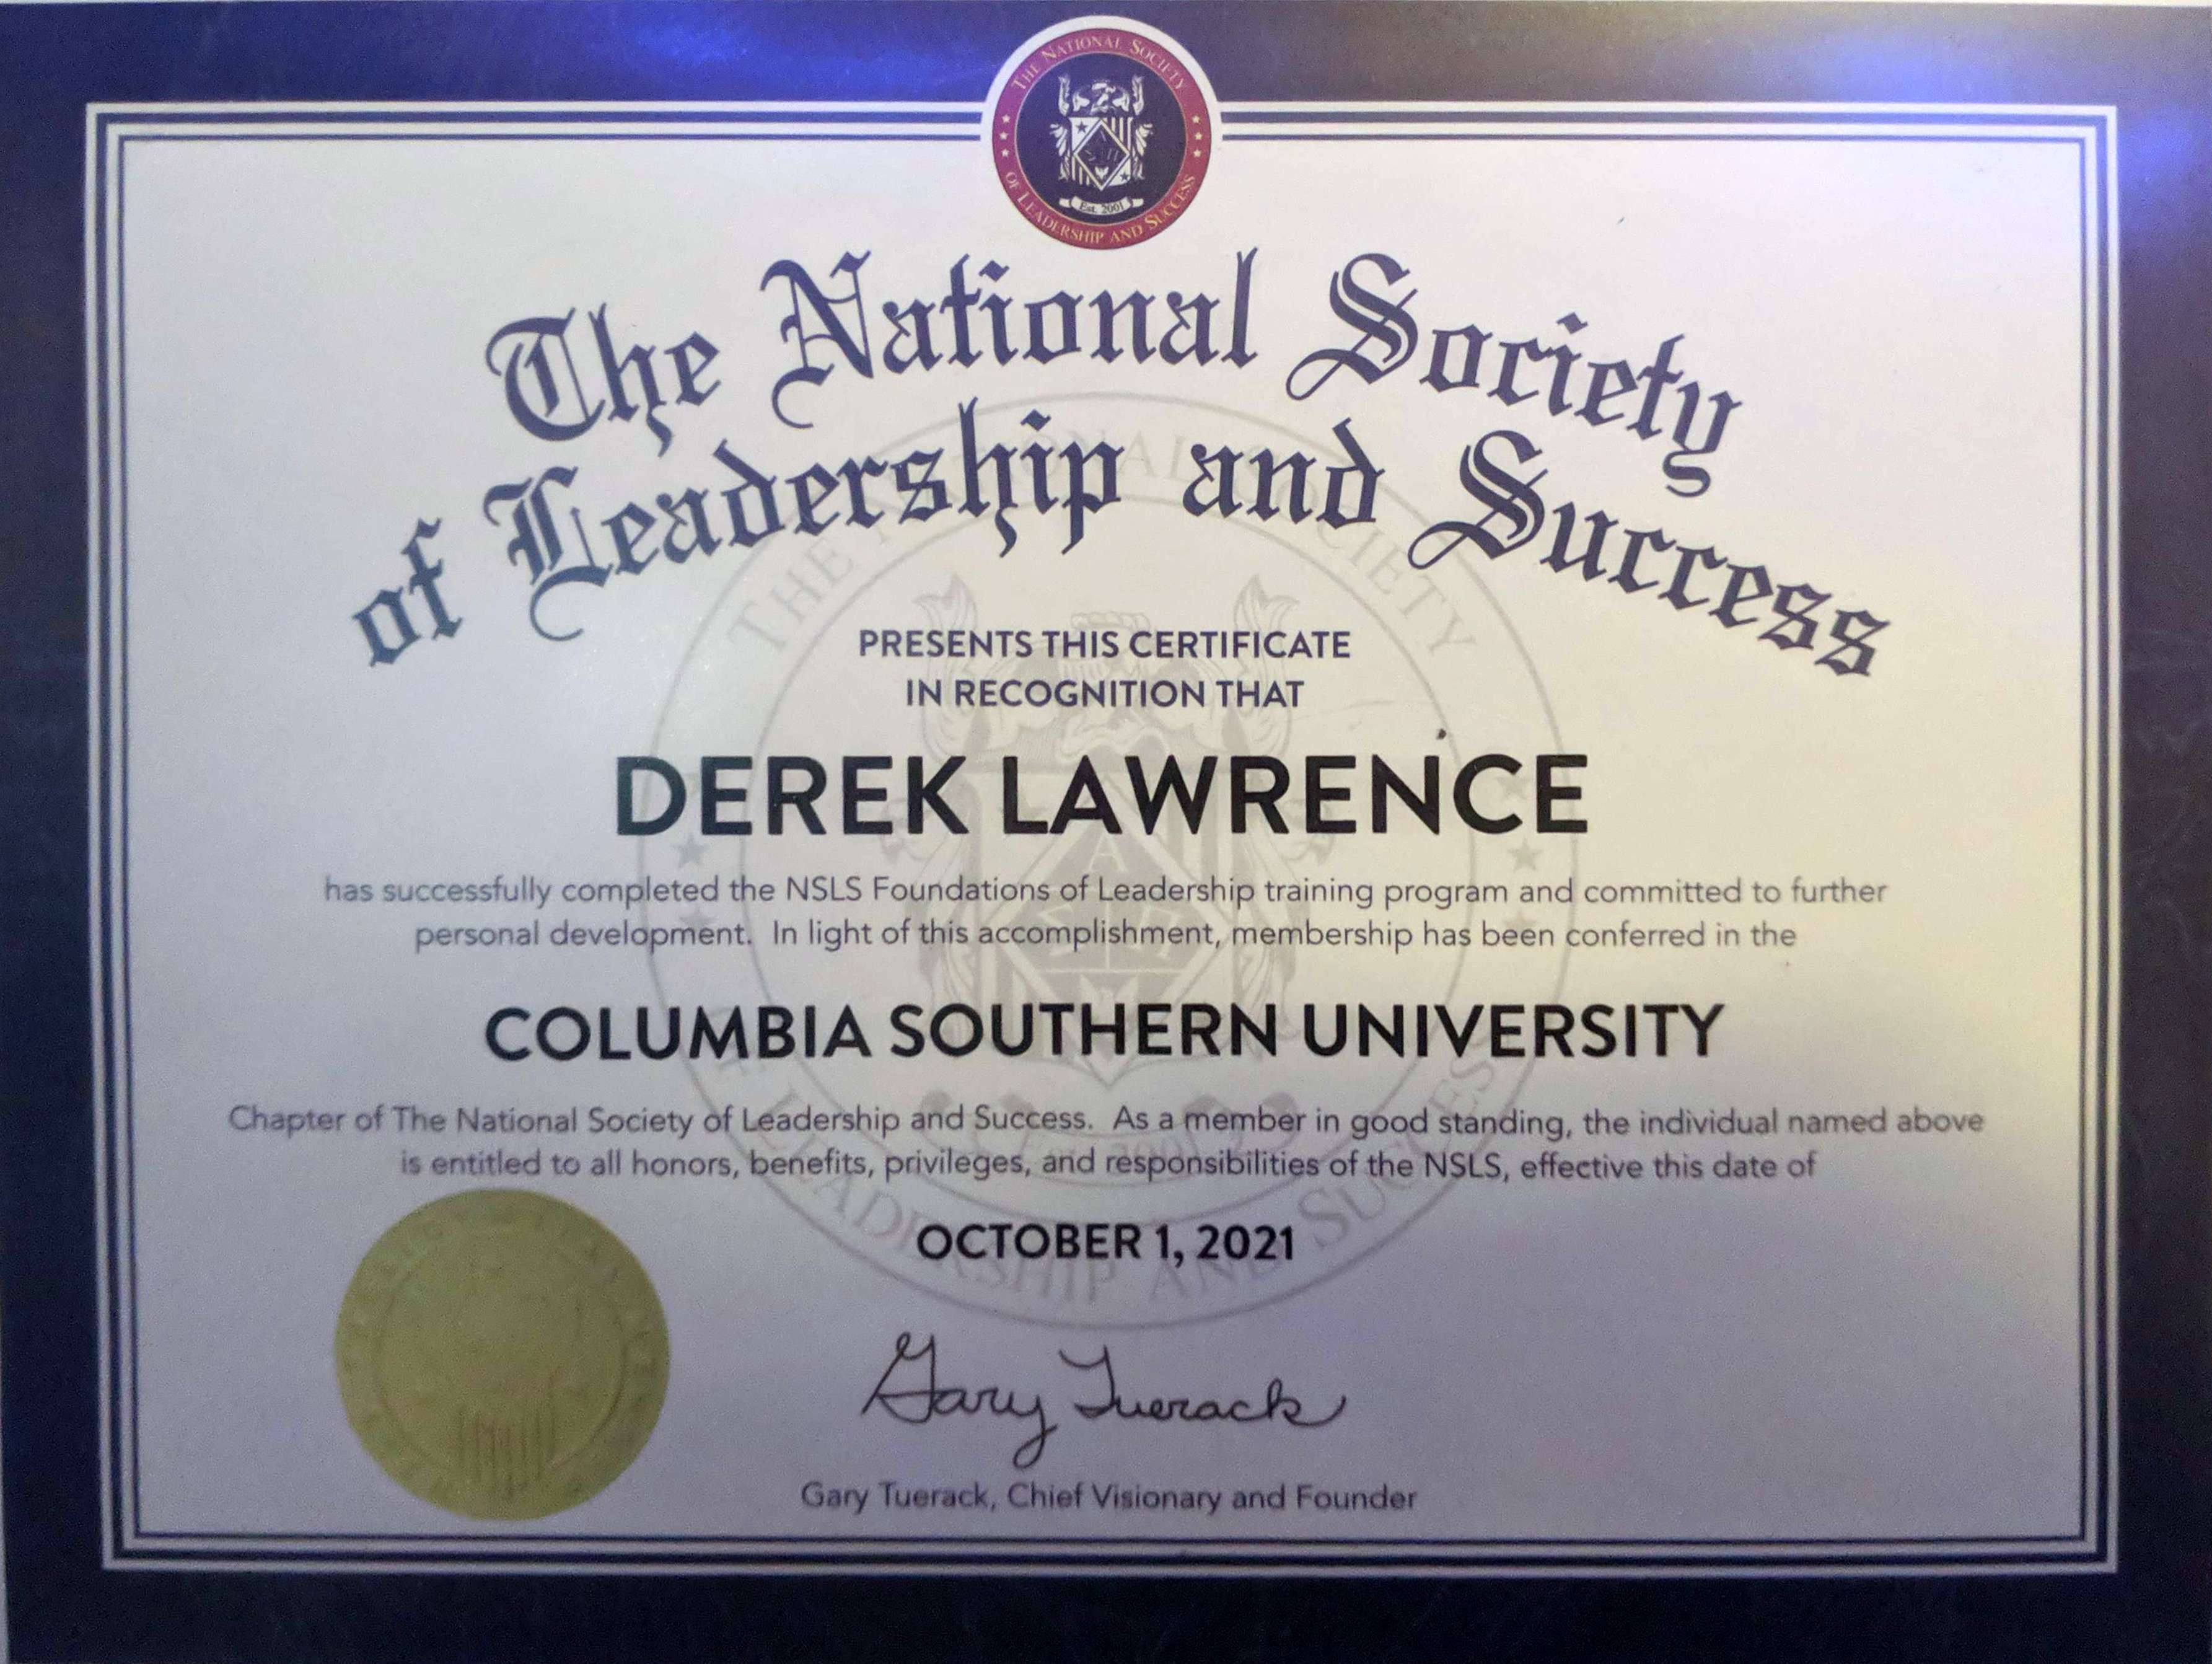 THE NATIONAL SOCIETY
OF LEADERSHIP AND SUCCESS
Est. 2001
The National Society
of Leadership and Success
PRESENTS THIS CERTIFICATE
IN RECOGNITION THAT
DEREK LAWRENCE
has successfully completed the NSLS Foundations of Leadership training program and committed to further
personal development. In light of this accomplishment, membership has been conferred in the
COLUMBIA SOUTHERN UNIVERSITY
Chapter of The National Society of Leadership and Success. As a member in good standing, the individual named above
is entitled to all honors, benefits, privileges, and responsibilities of the NSLS, effective this date of
OCTOBER 1, 2021
Gary Tuerack
Gary Tuerack, Chief Visionary and Founder